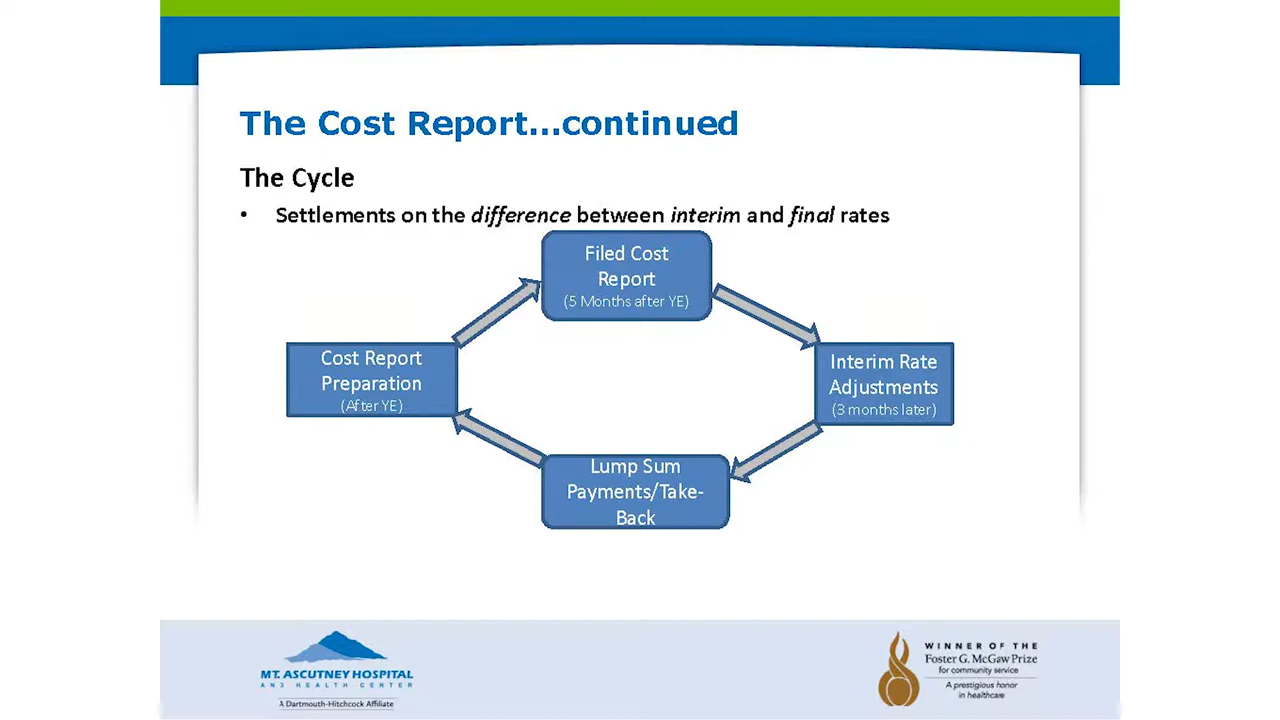 The Cost Report...continued
The Cycle
• Settlements on the difference between interim and final rates
Filed Cost
Report
(5 Months after YE)
Cost Report
Preparation
(After YE)
Interim Rate
Adjustments
(3 months later)
Lump Sum
Payments/Take-
Back
MT. ASCUTNEY HOSPITAL
AND HEALTH CENTER
A Dartmouth-Hitchcock Affiliate
WINNER OF THE
Foster G. McGaw Prize
for community service
A prestigious honor
in healthcare